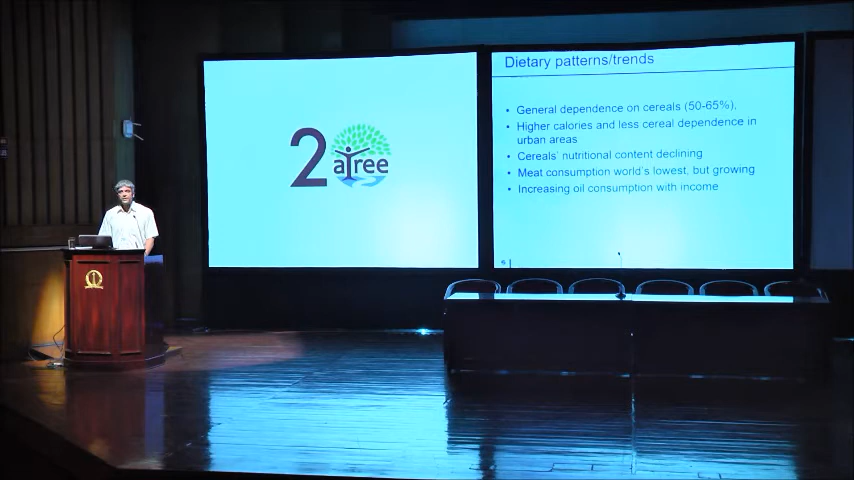 2 aTree
Dietary patterns/trends
• General dependence on cereals (50-65%),
• Higher calories and less cereal dependence in
urban areas
• Cereals' nutritional content declining
• Meat consumption world's lowest, but growing
• Increasing oil consumption with income